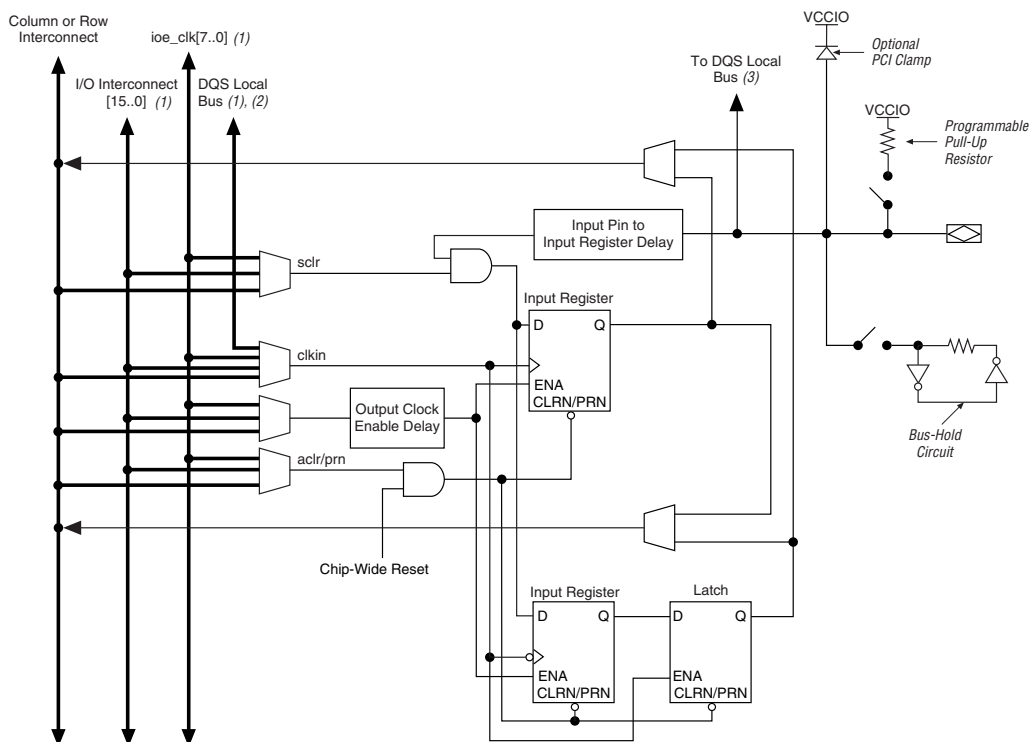 Column or Row
Interconnect
ioe_clk[7..0] (1)
I/O Interconnect
[15..0] (1)
DQS Local
Bus (1), (2)
To DQS Local
Bus (3)
VCCIO
Optional
PCI Clamp
VCCIO
Programmable
Pull-Up
Resistor
Input Pin to
Input Register Delay
sclr
Input Register
D
Q
clkin
ENA
CLRN/PRN
Output Clock
Enable Delay
Bus-Hold
Circuit
aclr/prn
Chip-Wide Reset
Input Register
Latch
D
Q
D
Q
ENA
CLRN/PRN
ENA
CLRN/PRN